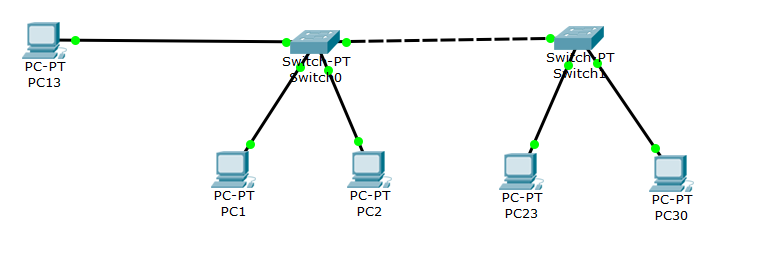 PC-PT
PC13
Switch-PT
Switch0
Switch-PT
Switch1
PC-PT
PC1
PC-PT
PC2
PC-PT
PC23
PC-PT
PC30